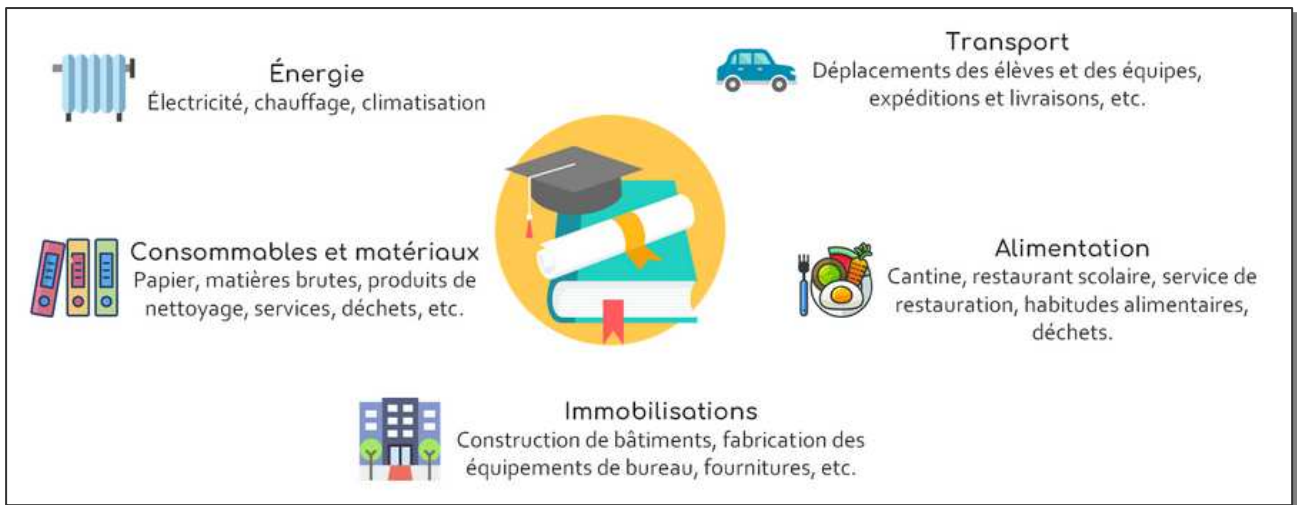 Énergie
Électricité, chauffage, climatisation
Transport
Déplacements des élèves et des équipes,
expéditions et livraisons, etc.
Consommables et matériaux
Papier, matières brutes, produits de
nettoyage, services, déchets, etc.
Alimentation
Cantine, restaurant scolaire, service de
restauration, habitudes alimentaires,
déchets.
Immobilisations
Construction de bâtiments, fabrication des
équipements de bureau, fournitures, etc.